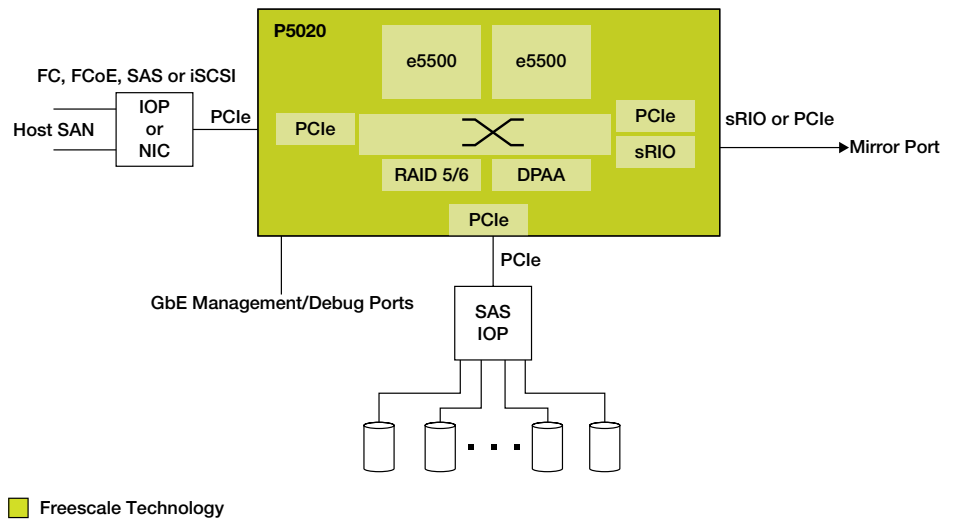 P5020
e5500
e5500
FC, FCoE, SAS or iSCSI
Host SAN
IOP
or
NIC
PCIe
PCIe
PCIe
sRIO
sRIO or PCIe
Mirror Port
RAID 5/6
DPAA
PCIe
PCIe
GbE Management/Debug Ports
SAS
IOP
Freescale Technology